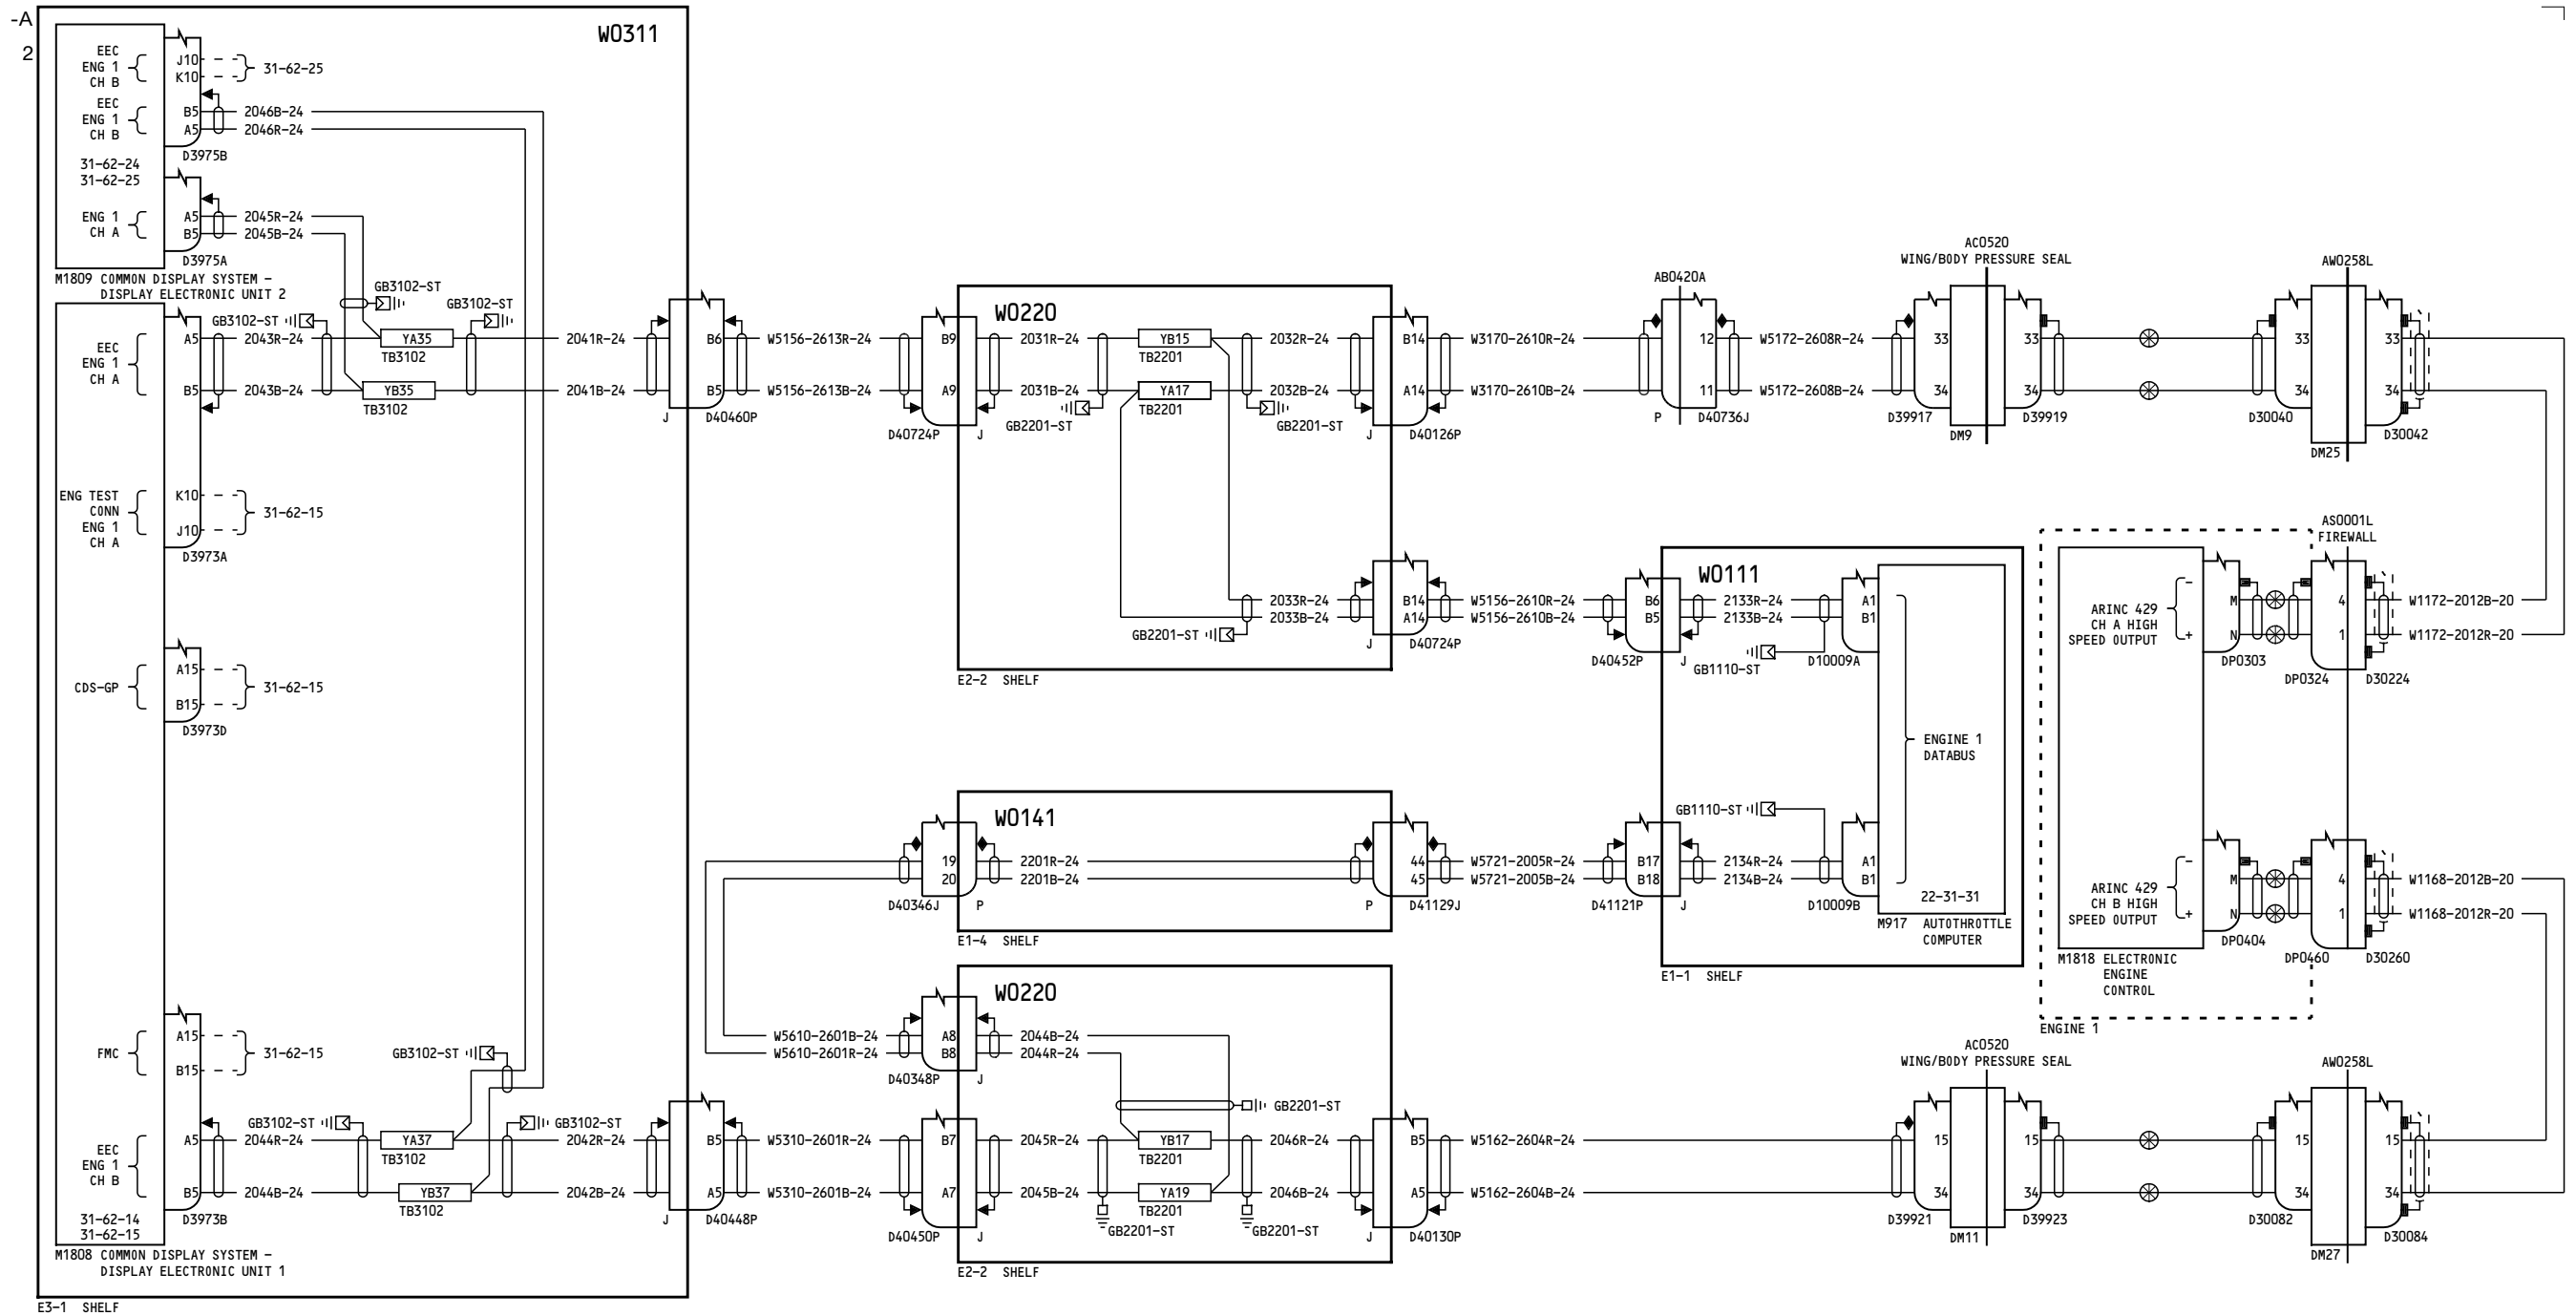 -A
2
W0311
EEC
ENG 1
CH B
J10
K10
31-62-25
EEC
ENG 1
CH B
B5
A5
2046B-24
2046R-24
D3975B
31-62-24
31-62-25
ENG 1
CH A
A5
B5
2045R-24
2045B-24
D3975A
M1809 COMMON DISPLAY SYSTEM -
DISPLAY ELECTRONIC UNIT 2
GB3102-ST
GB3102-ST
GB3102-ST
EEC
ENG 1
CH A
A5
2043R-24
YA35
TB3102
2041R-24
B5
2043B-24
YB35
TB3102
2041B-24
B6
B5
J
D40460P
W5156-2613R-24
W5156-2613B-24
ENG TEST
CONN
ENG 1
CH A
K10
J10
31-62-15
D3973A
CDS-GP
A15
B15
31-62-15
D3973D
FMC
A15
B15
31-62-15
GB3102-ST
GB3102-ST
GB3102-ST
EEC
ENG 1
CH B
A5
2044R-24
YA37
TB3102
2042R-24
B5
2044B-24
YB37
TB3102
2042B-24
D3973B
31-62-14
31-62-15
M1808 COMMON DISPLAY SYSTEM -
DISPLAY ELECTRONIC UNIT 1
E3-1 SHELF
B5
A5
J
D40448P
W5310-2601R-24
W5310-2601B-24
W0220
B9
A9
D40724P
J
2031R-24
2031B-24
GB2201-ST
YB15
TB2201
YA17
TB2201
2032R-24
2032B-24
GB2201-ST
B14
A14
J
D40126P
W3170-2610R-24
W3170-2610B-24
2033R-24
2033B-24
GB2201-ST
B14
A14
J
D40724P
W5156-2610R-24
W5156-2610B-24
E2-2 SHELF
W0141
19
20
D40346J
P
2201R-24
2201B-24
44
45
P
D41129J
W5721-2005R-24
W5721-2005B-24
E1-4 SHELF
W0220
W5610-2601B-24
W5610-2601R-24
A8
B8
D40348P
J
2044B-24
2044R-24
GB2201-ST
B7
A7
D40450P
J
2045R-24
2045B-24
GB2201-ST
YB17
TB2201
YA19
TB2201
2046R-24
2046B-24
GB2201-ST
B5
A5
J
D40130P
W5162-2604R-24
W5162-2604B-24
E2-2 SHELF
AB0420A
12
11
P
D40736J
W5172-2608R-24
W5172-2608B-24
AC0520
WING/BODY PRESSURE SEAL
33
34
33
34
D39917
D39919
DM9
AW0258L
33
34
33
34
D30040
D30042
DM25
W0111
B6
B5
D40452P
J
2133R-24
2133B-24
GB1110-ST
A1
B1
D10009A
ENGINE 1
DATABUS
GB1110-ST
B17
B18
D41121P
J
2134R-24
2134B-24
A1
B1
D10009B
22-31-31
M917 AUTOTHROTTLE
COMPUTER
E1-1 SHELF
AS0001L
FIREWALL
ARINC 429
CH A HIGH
SPEED OUTPUT
-
+
M
N
DP0303
4
1
DP0324
D30224
W1172-2012B-20
W1172-2012R-20
ARINC 429
CH B HIGH
SPEED OUTPUT
-
+
M
N
DP0404
4
1
DP0460
D30260
W1168-2012B-20
W1168-2012R-20
M1818 ELECTRONIC
ENGINE
CONTROL
ENGINE 1
AC0520
WING/BODY PRESSURE SEAL
15
34
15
34
D39921
D39923
DM11
AW0258L
15
34
15
34
D30082
D30084
DM27